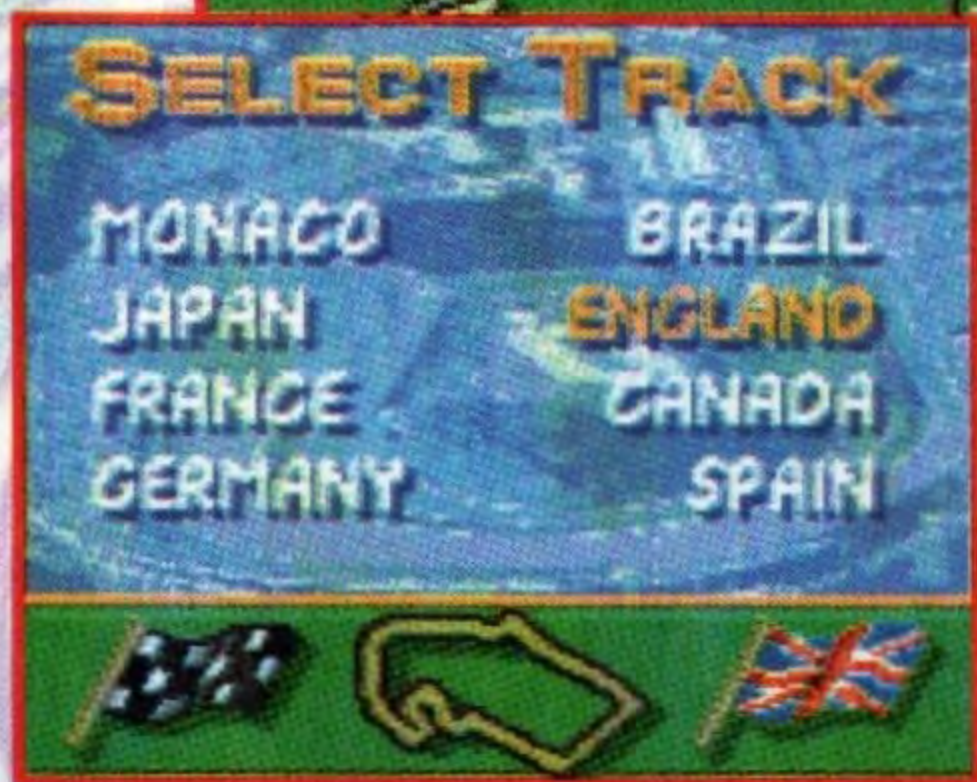 SELECT TRACK
MONACO BRAZIL
JAPAN ENGLAND
FRANCE CANADA
GERMANY SPAIN